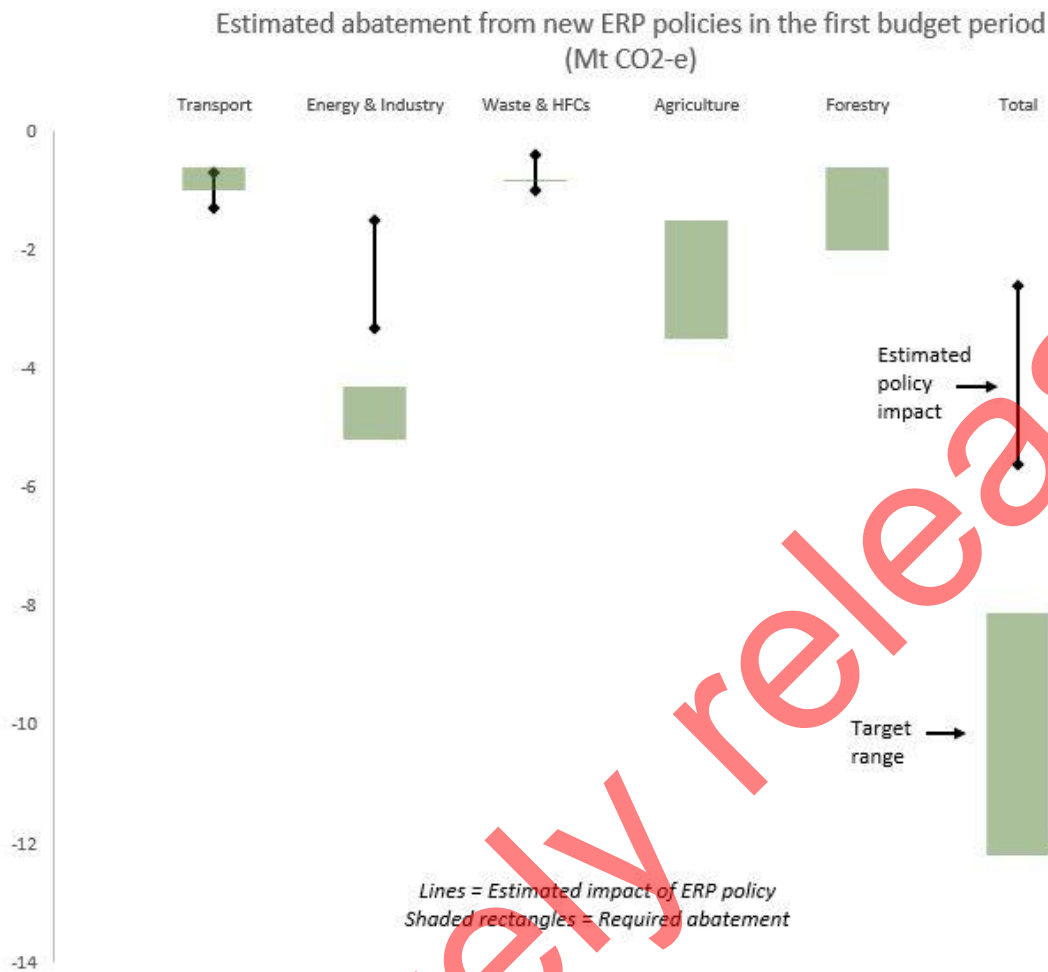 Estimated abatement from new ERP policies in the first budget period
(Mt CO2-e)
Transport Energy & Industry Waste & HFCs Agriculture Forestry Total
0
-2
-4
Estimated
policy
impact
-6
-8
-10
Target
range
-12
Lines = Estimated impact of ERP policy
Shaded rectangles = Required abatement
-14
ely releas